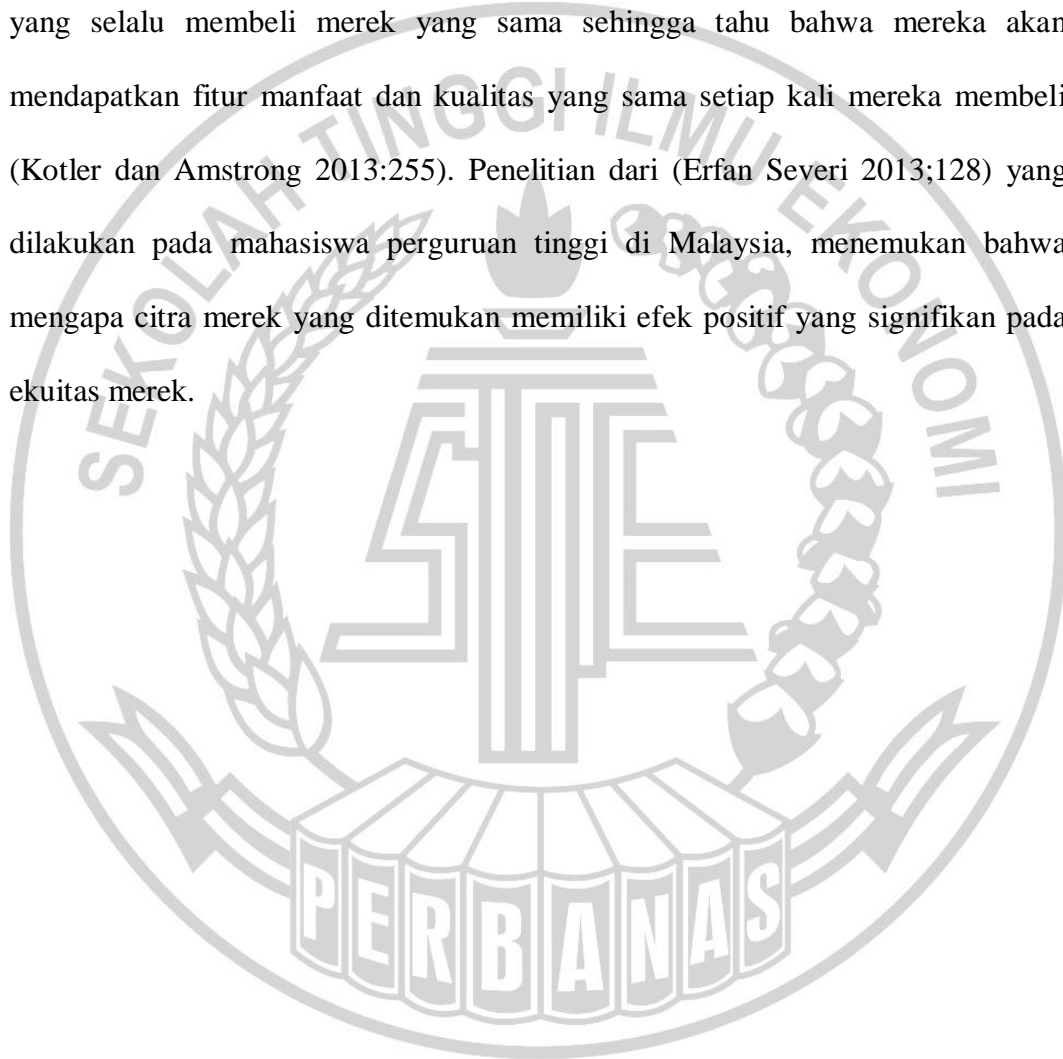 yang selalu membeli merek yang sama sehingga tahu bahwa mereka akan
mendapatkan fitur manfaat dan kualitas yang sama setiap kali mereka membeli
(Kotler dan Amstrong 2013:255). Penelitian dari (Erfan Severi 2013;128) yang
dilakukan pada mahasiswa perguruan tinggi di Malaysia, menemukan bahwa
mengapa citra merek yang ditemukan memiliki efek positif yang signifikan pada
ekuitas merek.
SEKOLAH TINGGI ILMU EKONOMI
STIE
PERBANAS